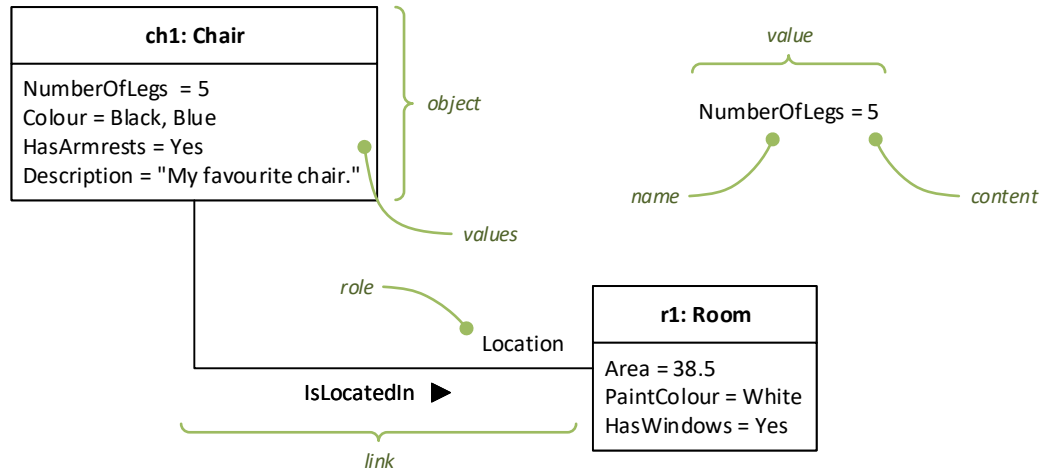 ch1: Chair
NumberOfLegs = 5
Colour = Black, Blue
HasArmrests = Yes
Description = "My favourite chair."
object
values
value
NumberOfLegs = 5
name
content
role
Location
IsLocatedIn ▶
link
r1: Room
Area = 38.5
PaintColour = White
HasWindows = Yes